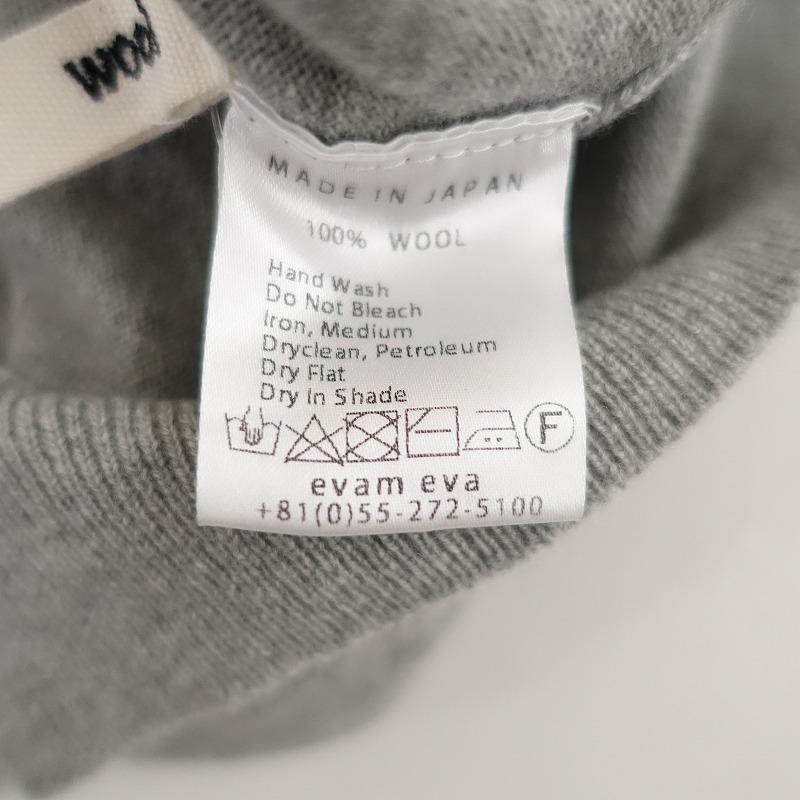 woo
MADE IN JAPAN
100% WOOL
Hand Wash
Do Not Bleach
Iron, Medium
Dryclean, Petroleum
Dry Flat
Dry in Shade
F
evam eva
+81(0)55-272-5100